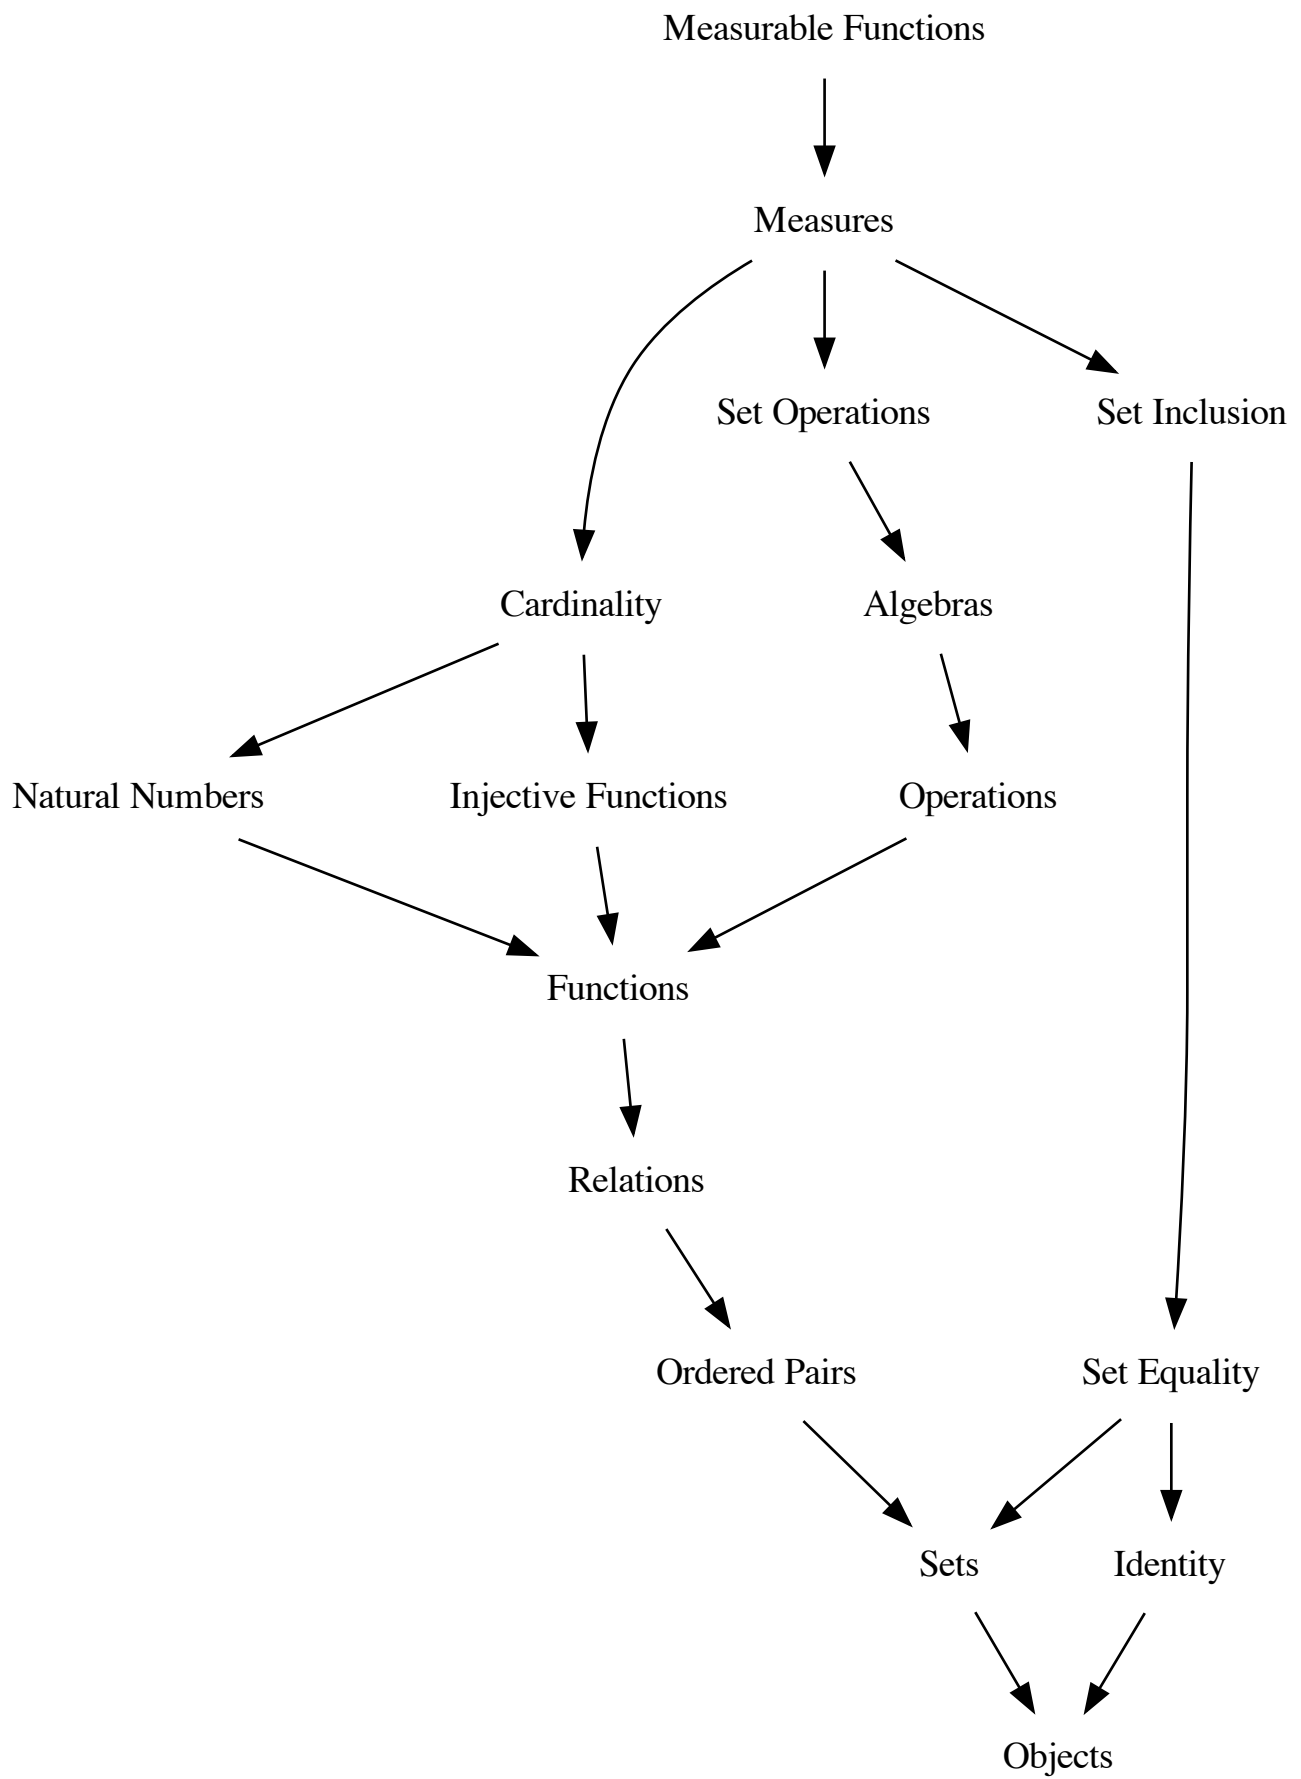 Measurable Functions
Measures
Set Operations
Set Inclusion
Cardinality
Algebras
Natural Numbers
Injective Functions
Operations
Functions
Relations
Ordered Pairs
Set Equality
Sets
Identity
Objects